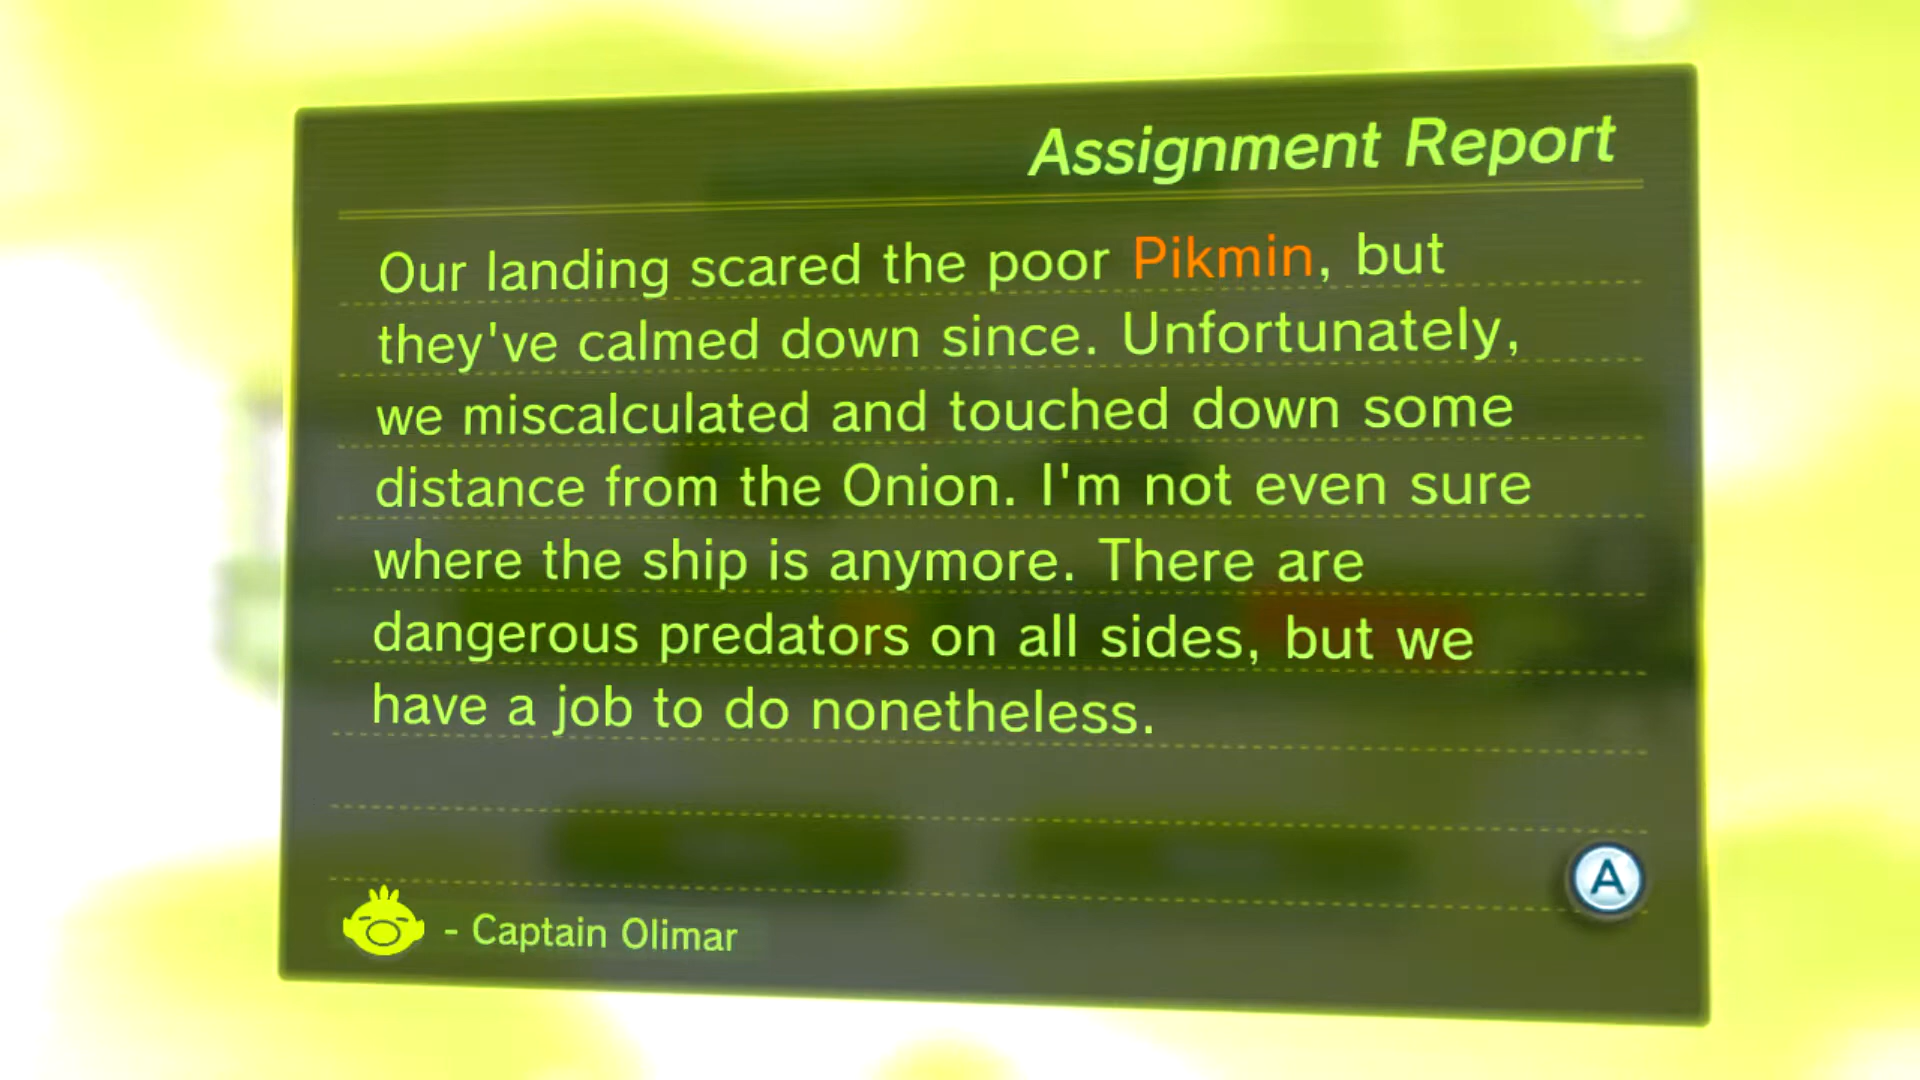 Assignment Report
Our landing scared the poor Pikmin, but
they've calmed down since. Unfortunately,
we miscalculated and touched down some
distance from the Onion. I'm not even sure
where the ship is anymore. There are
dangerous predators on all sides, but we
have a job to do nonetheless.
A
- Captain Olimar